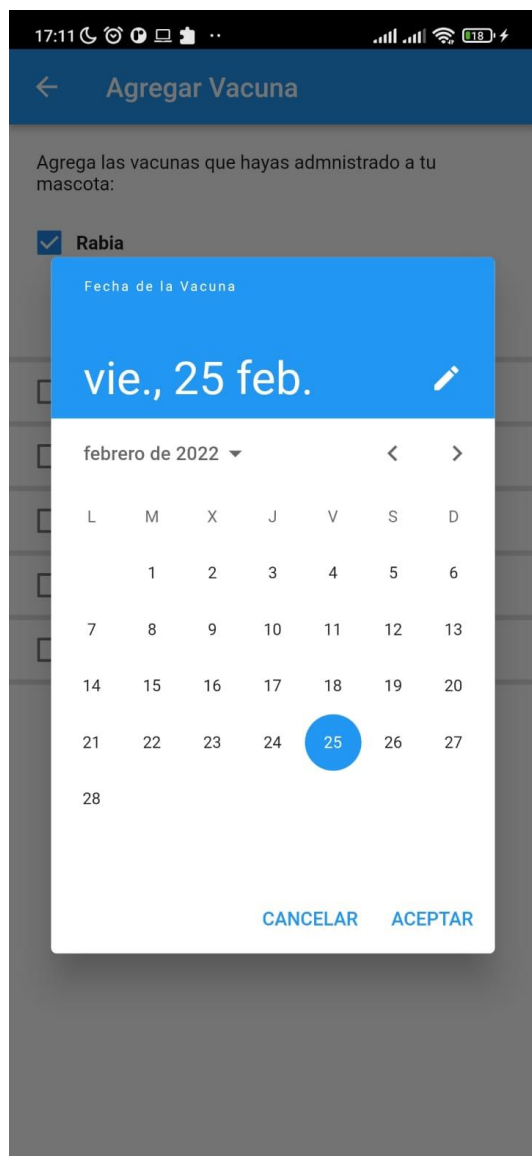 17:11
18
Agregar Vacuna
Agrega las vacunas que hayas admnistrado a tu
mascota:
Rabia
Fecha de la Vacuna
vie., 25 feb.
febrero de 2022
L M X J V S D
1 2 3 4 5 6
7 8 9 10 11 12 13
14 15 16 17 18 19 20
21 22 23 24 25 26 27
28
CANCELAR ACEPTAR